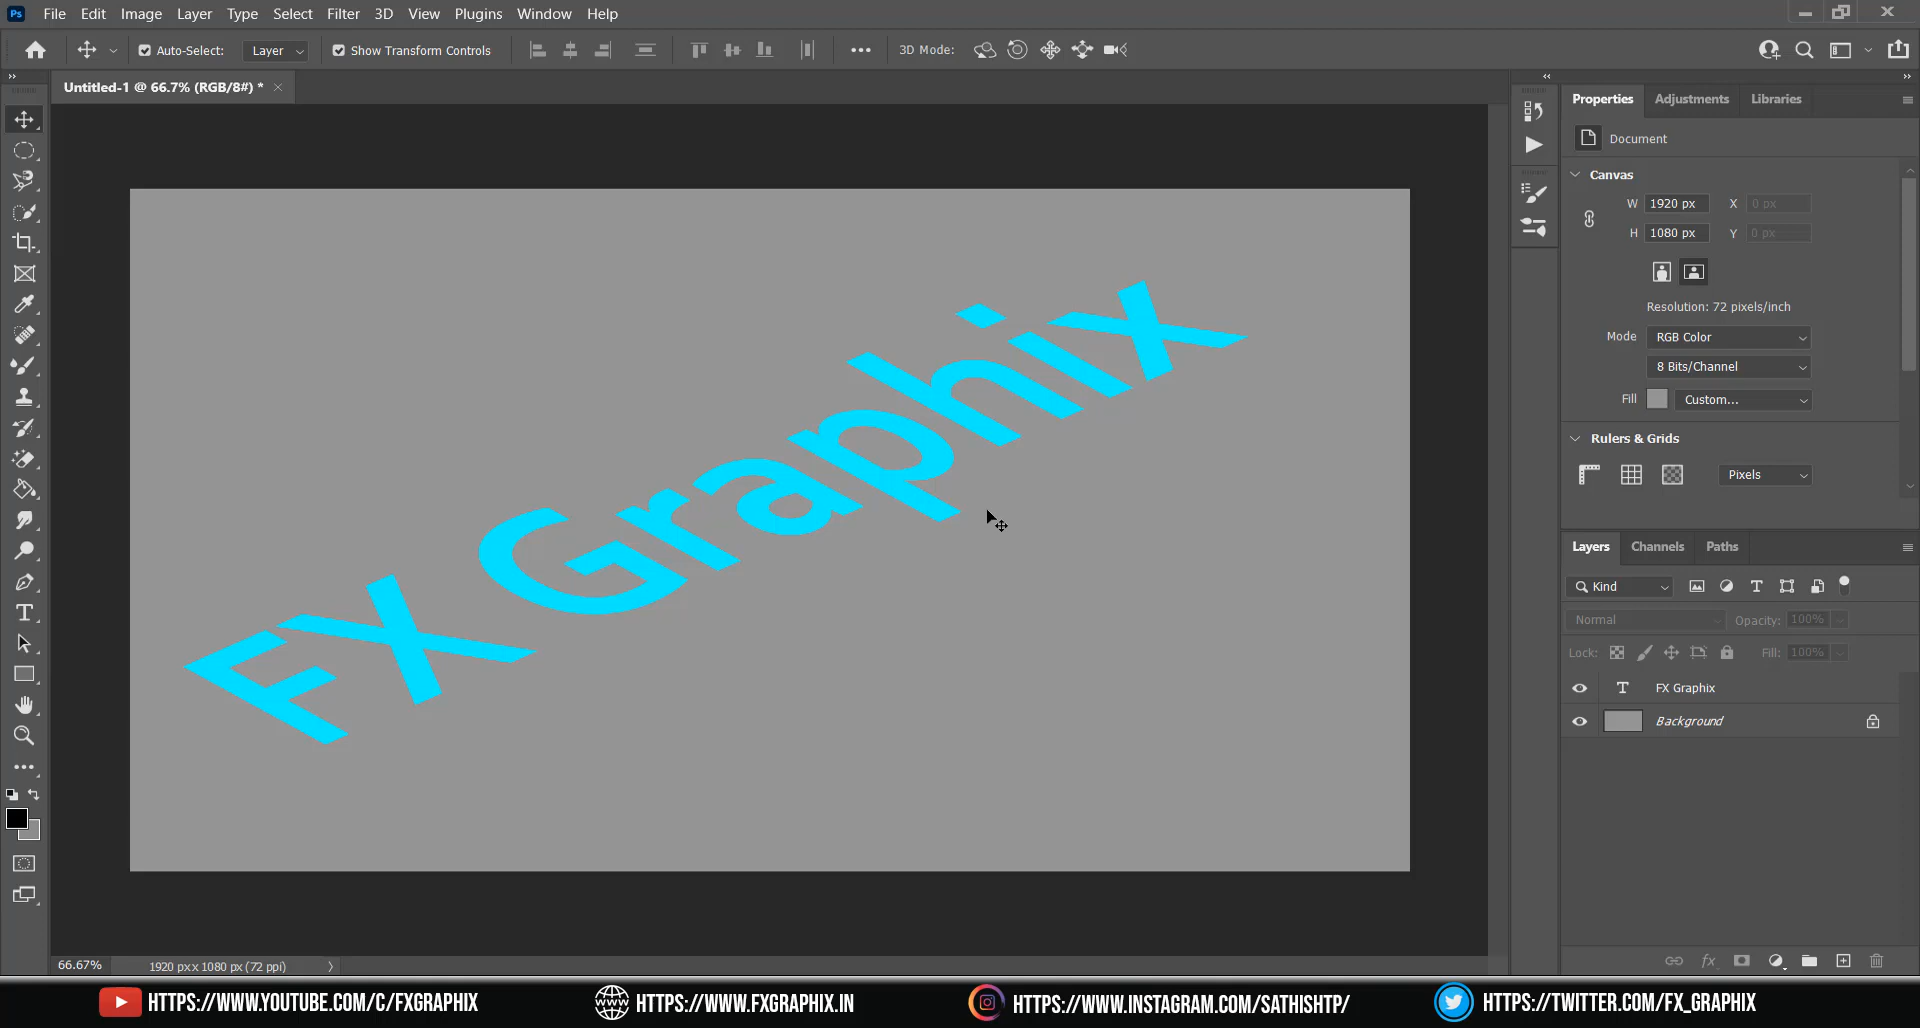 Ps File Edit Image Layer Type Select Filter 3D View Plugins Window Help
Auto-Select: Layer Show Transform Controls 3D Mode:
Untitled-1 @ 66.7% (RGB/8#) *
Properties Adjustments Libraries
Document
Canvas
W 1920 px X 0 px
H 1080 px Y 0 px
Resolution: 72 pixels/inch
Mode RGB Color
8 Bits/Channel
Fill Custom...
Rulers & Grids
Pixels
FX Graphix
Layers Channels Paths
Kind
Normal Opacity: 100%
Lock: Fill: 100%
FX Graphix
Background
66.67% 1920 px x 1080 px (72 ppi)
HTTPS://WWW.YOUTUBE.COM/C/FXGRAPHIX HTTPS://WWW.FXGRAPHIX.IN HTTPS://WWW.INSTAGRAM.COM/SATHISHTP/ HTTPS://TWITTER.COM/FX_GRAPHIX